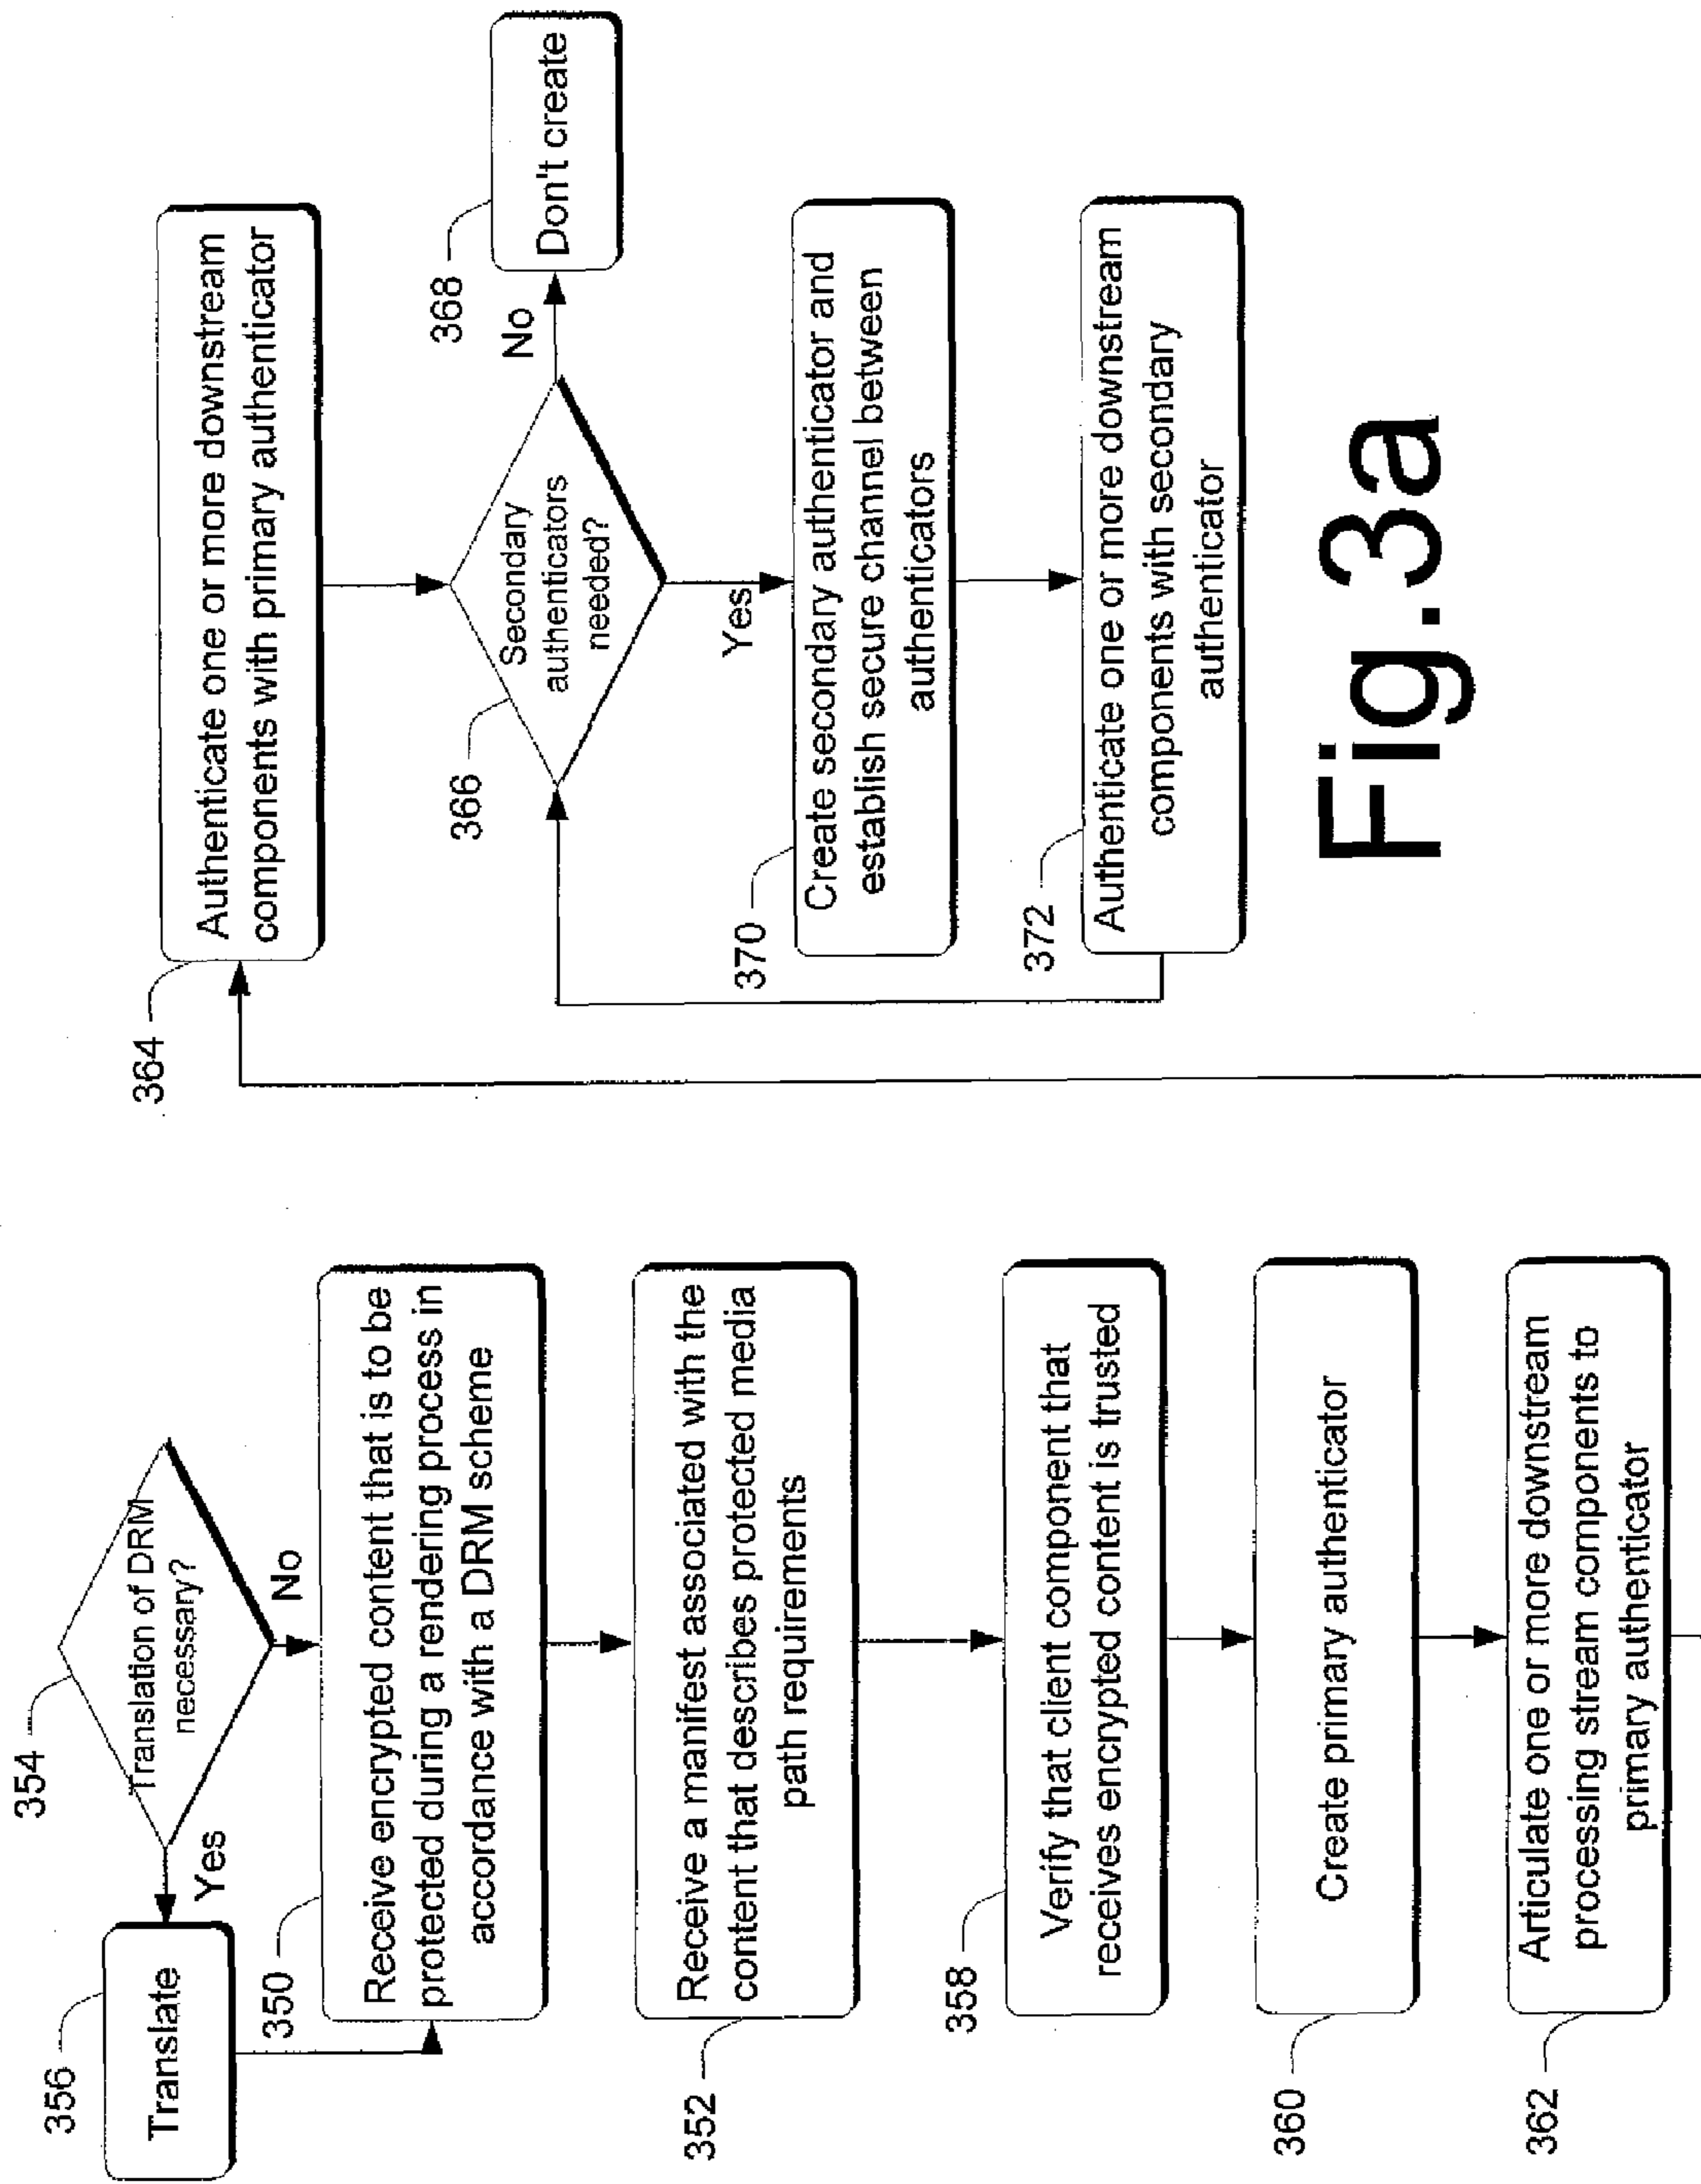 354
Translation of DRM
necessary?
Yes
No
356
Translate
350
Receive encrypted content that is to be
protected during a rendering process in
accordance with a DRM scheme
352
Receive a manifest associated with the
content that describes protected media
path requirements
358
Verify that client component that
receives encrypted content is trusted
360
Create primary authenticator
362
Articulate one or more downstream
processing stream components to
primary authenticator
364
Authenticate one or more downstream
components with primary authenticator
366
Secondary
authenticators
needed?
No
368
Don't create
Yes
370
Create secondary authenticator and
establish secure channel between
authenticators
372
Authenticate one or more downstream
components with secondary
authenticator
Fig.3a